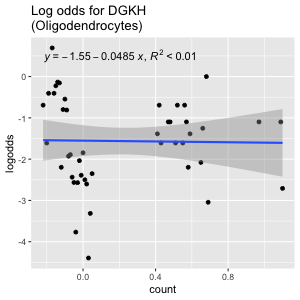 Log odds for DGKH
(Oligodendrocytes)
y = −1.55 − 0.0485 x, R² < 0.01
logodds
0
-1
-2
-3
-4
0.0
0.4
0.8
count